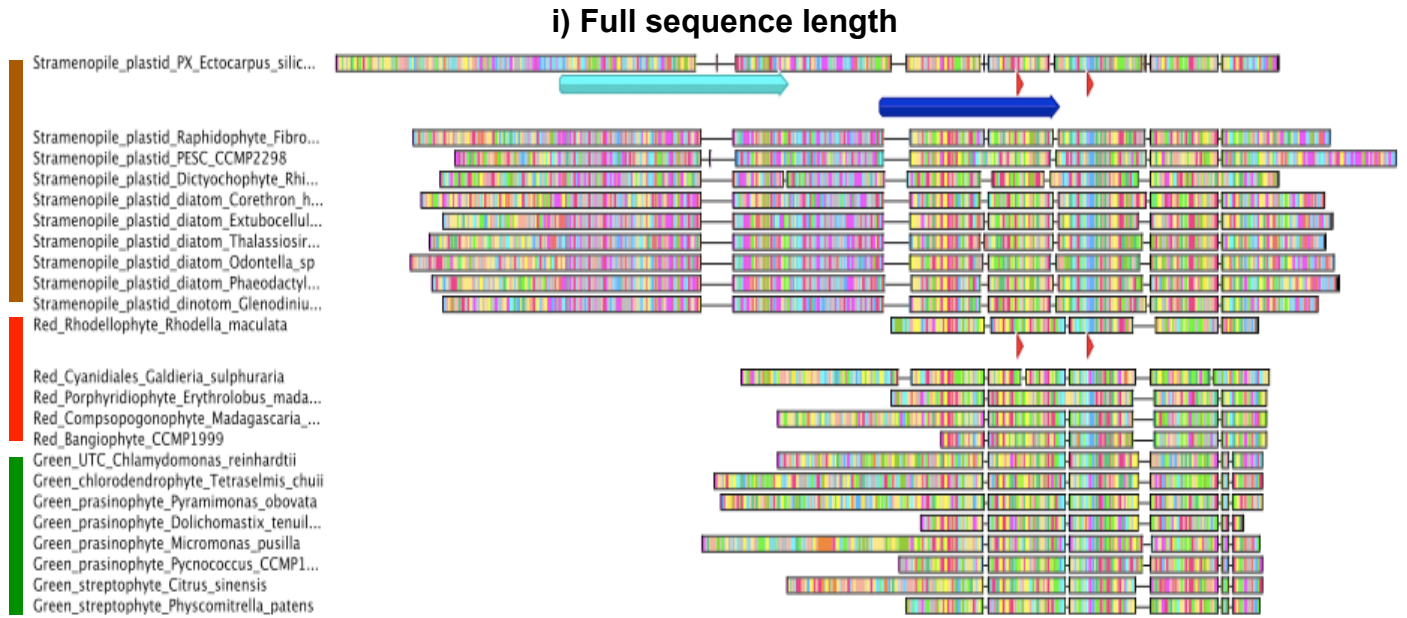 i) Full sequence length
Stramenopile_plastid_PX_Ectocarpus_silic...
Stramenopile_plastid_Raphidophyte_Fibro...
Stramenopile_plastid_PESC_CCMP2298
Stramenopile_plastid_Dictyochophyte_Rhi...
Stramenopile_plastid_diatom_Corethron_h...
Stramenopile_plastid_diatom_Extubocellul...
Stramenopile_plastid_diatom_Thalassiosir...
Stramenopile_plastid_diatom_Odontella_sp
Stramenopile_plastid_diatom_Phaeodactyl...
Stramenopile_plastid_dinotom_Glenodiniu...
Red_Rhodellophyte_Rhodella_maculata
Red_Cyanidiales_Galdieria_sulphuraria
Red_Porphyridiophyte_Erythrolobus_mada...
Red_Compsopogonophyte_Madagascaria_...
Red_Bangiophyte_CCMP1999
Green_UTC_Chlamydomonas_reinhardtii
Green_chlorodendrophyte_Tetraselmis_chuii
Green_prasinophyte_Pyramimonas_obovata
Green_prasinophyte_Dolichomastix_tenuil...
Green_prasinophyte_Micromonas_pusilla
Green_prasinophyte_Pycnococcus_CCMP1...
Green_streptophyte_Citrus_sinensis
Green_streptophyte_Physcomitrella_patens